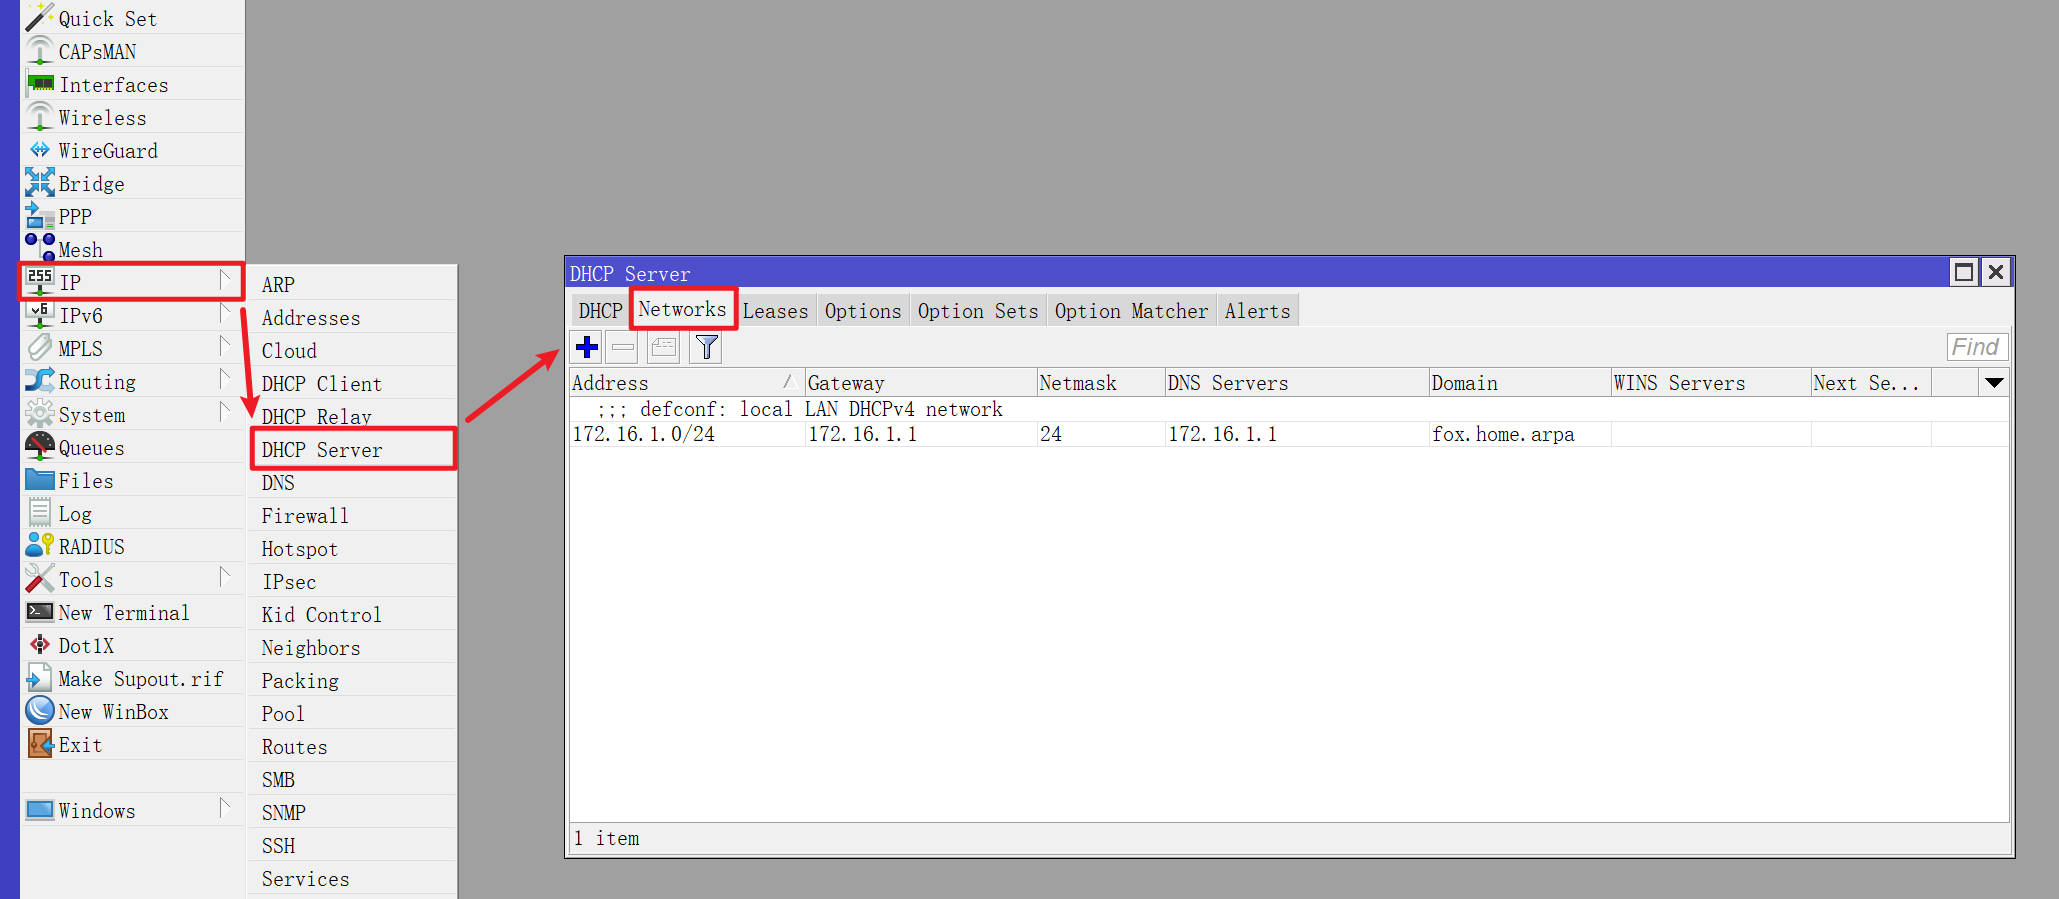 Quick Set
CAPsMAN
Interfaces
Wireless
WireGuard
Bridge
PPP
Mesh
255 IP
v6 IPv6
MPLS
Routing
System
Queues
Files
Log
RADIUS
Tools
New Terminal
Dot1X
Make Supout.rif
New WinBox
Exit
Windows
ARP
Addresses
Cloud
DHCP Client
DHCP Relay
DHCP Server
DNS
Firewall
Hotspot
IPsec
Kid Control
Neighbors
Packing
Pool
Routes
SMB
SNMP
SSH
Services
DHCP Server
DHCP Networks Leases Options Option Sets Option Matcher Alerts
Find
Address Gateway Netmask DNS Servers Domain WINS Servers Next Se...
;;; defconf: local LAN DHCPv4 network
172.16.1.0/24 172.16.1.1 24 172.16.1.1 fox.home.arpa
1 item